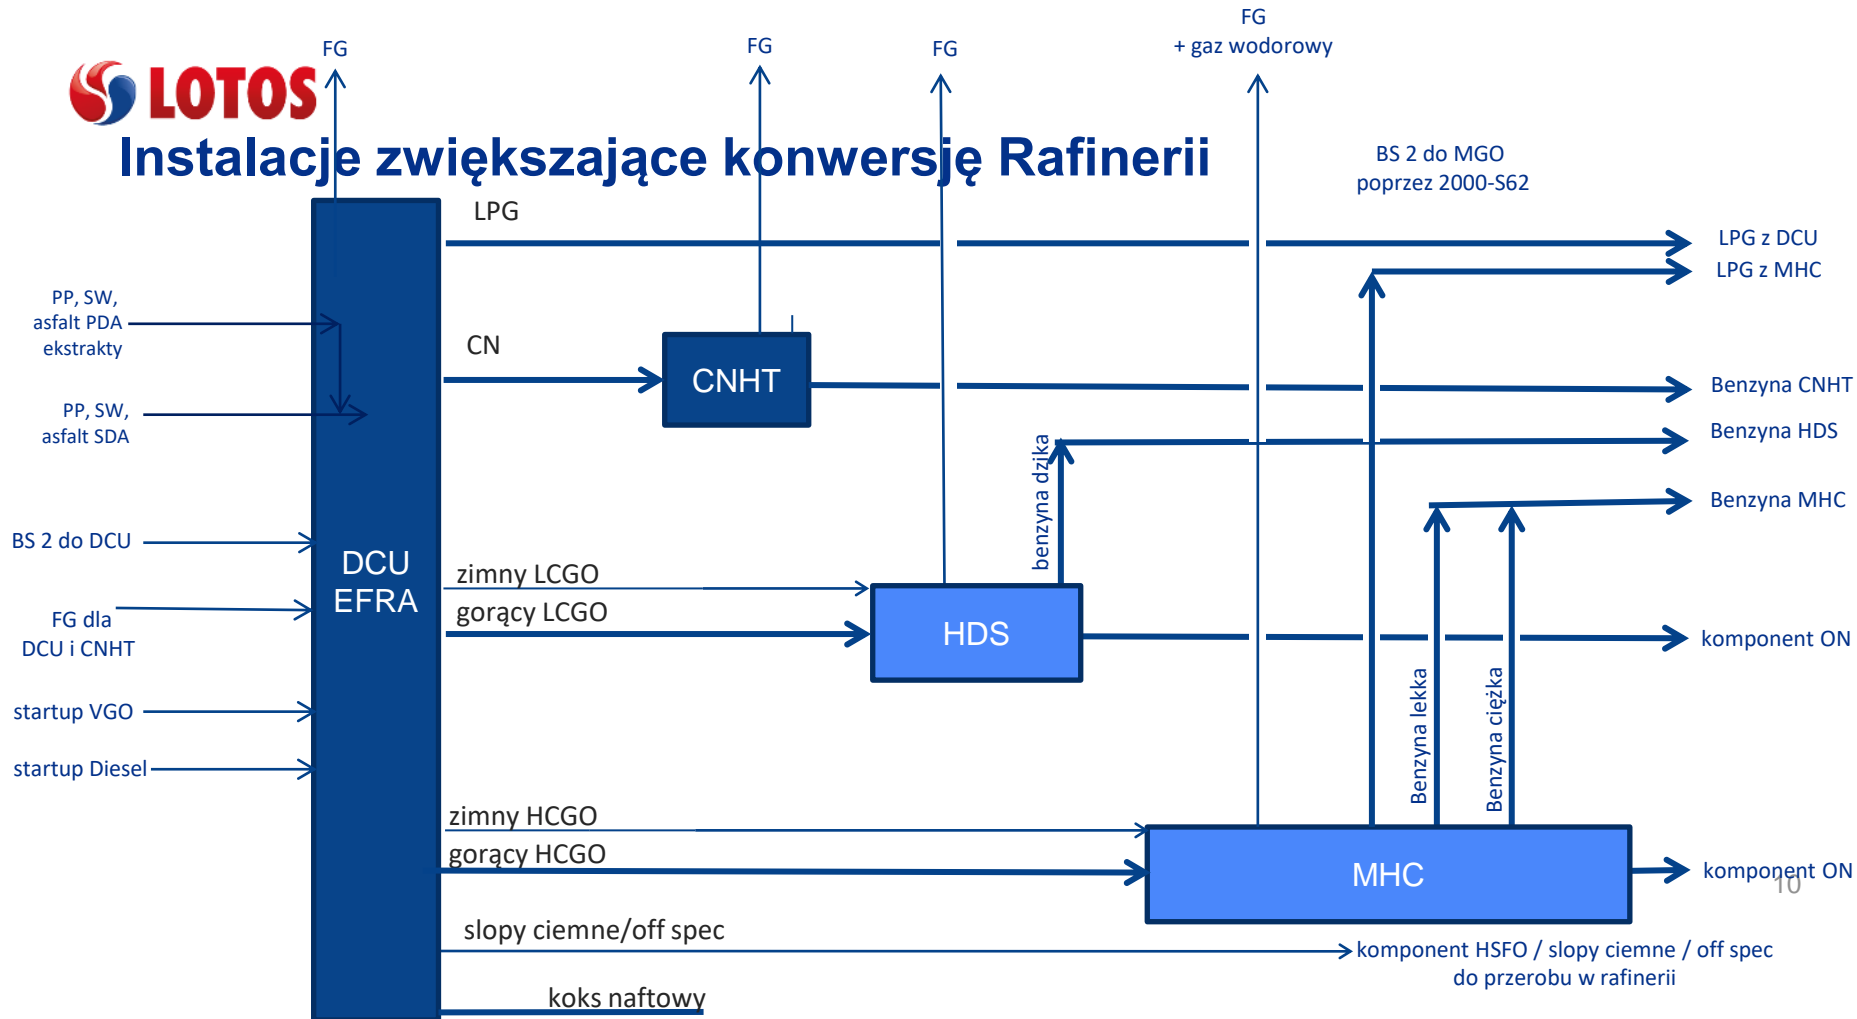 FG
FG
FG
FG
+ gaz wodorowy
LOTOS
Instalacje zwiększające konwersję Rafinerii
BS 2 do MGO
poprzez 2000-S62
LPG
LPG z DCU
LPG z MHC
PP, SW,
asfalt PDA
ekstrakty
CN
CNHT
Benzyna CNHT
PP, SW,
asfalt SDA
benzyna dzika
Benzyna HDS
Benzyna MHC
BS 2 do DCU
DCU
EFRA
zimny LCGO
gorący LCGO
FG dla
DCU i CNHT
HDS
komponent ON
Benzyna lekka
Benzyna ciężka
startup VGO
startup Diesel
zimny HCGO
gorący HCGO
MHC
komponent ON
10
slopy ciemne/off spec
komponent HSFO / slopy ciemne / off spec
do przerobu w rafinerii
koks naftowy